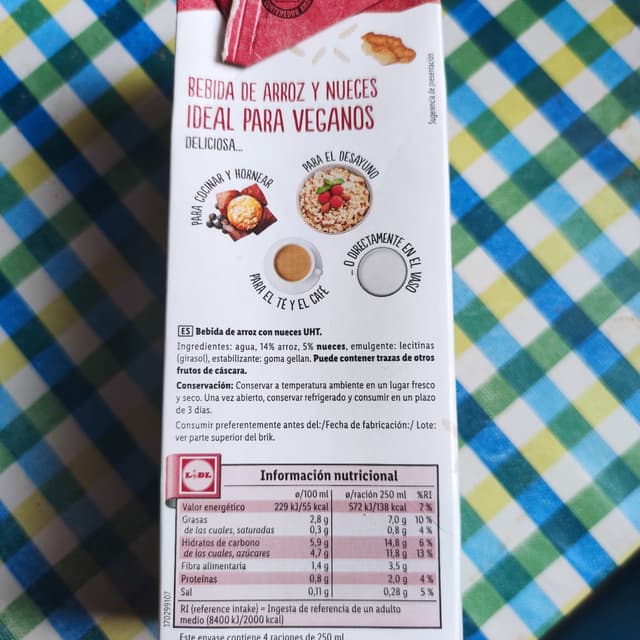 CONTENEDOR
Sugerencia de presentación
BEBIDA DE ARROZ Y NUECES
IDEAL PARA VEGANOS
DELICIOSA...
PARA COCINAR Y HORNEAR
PARA EL DESAYUNO
PARA EL TÉ Y EL CAFÉ
- O DIRECTAMENTE EN EL VASO
ES Bebida de arroz con nueces UHT.
Ingredientes: agua, 14% arroz, 5% nueces, emulgente: lecitinas
(girasol), estabilizante: goma gellan. Puede contener trazas de otros
frutos de cáscara.
Conservación: Conservar a temperatura ambiente en un lugar fresco
y seco. Una vez abierto, conservar refrigerado y consumir en un plazo
de 3 días.
Consumir preferentemente antes del:/Fecha de fabricación:/ Lote:
ver parte superior del brik.
LIDL
Información nutricional
ø/100 ml ø/ración 250 ml %RI
Valor energético 229 kJ/55 kcal 572 kJ/138 kcal 7 %
Grasas 2,8 g 7,0 g 10 %
de las cuales, saturadas 0,3 g 0,8 g 4 %
Hidratos de carbono 5,9 g 14,8 g 6 %
de los cuales, azúcares 4,7 g 11,8 g 13 %
Fibra alimentaria 1,4 g 3,5 g
Proteínas 0,8 g 2,0 g 4 %
Sal 0,11 g 0,28 g 5 %
RI (reference intake) = Ingesta de referencia de un adulto
medio (8400 kJ/2000 kcal)
Este envase contiene 4 raciones de 250 ml
170299107